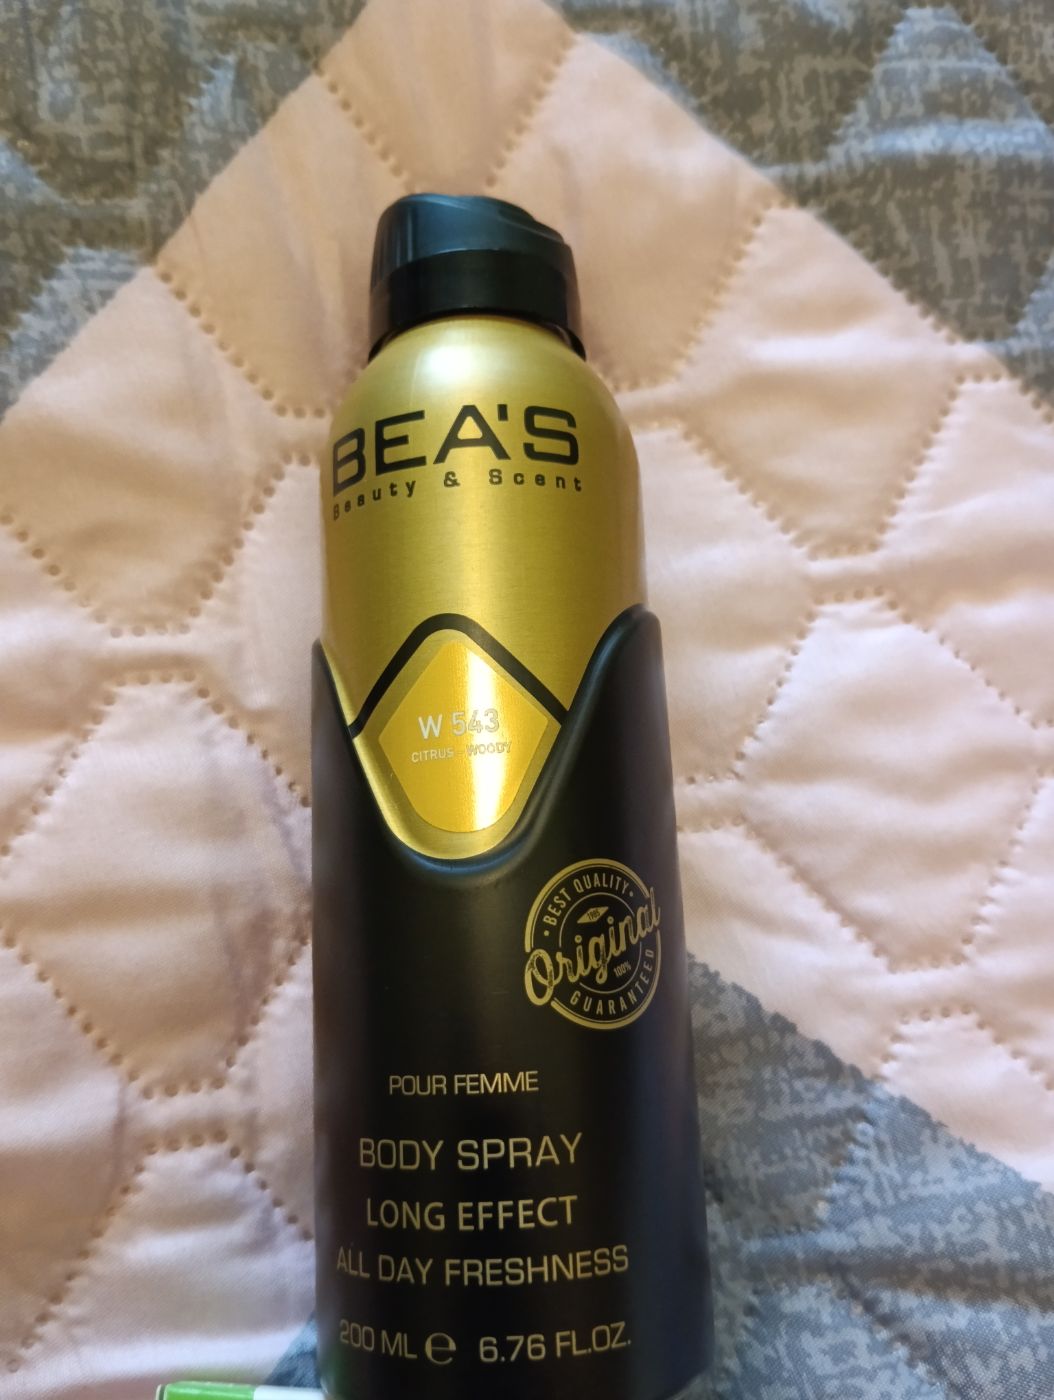 BEA'S
Beauty & Scent
W 543
CITRUS - WOODY
BEST QUALITY
1985
Original
100%
GUARANTEED
POUR FEMME
BODY SPRAY
LONG EFFECT
ALL DAY FRESHNESS
200 ML ℮ 6.76 FL.OZ.